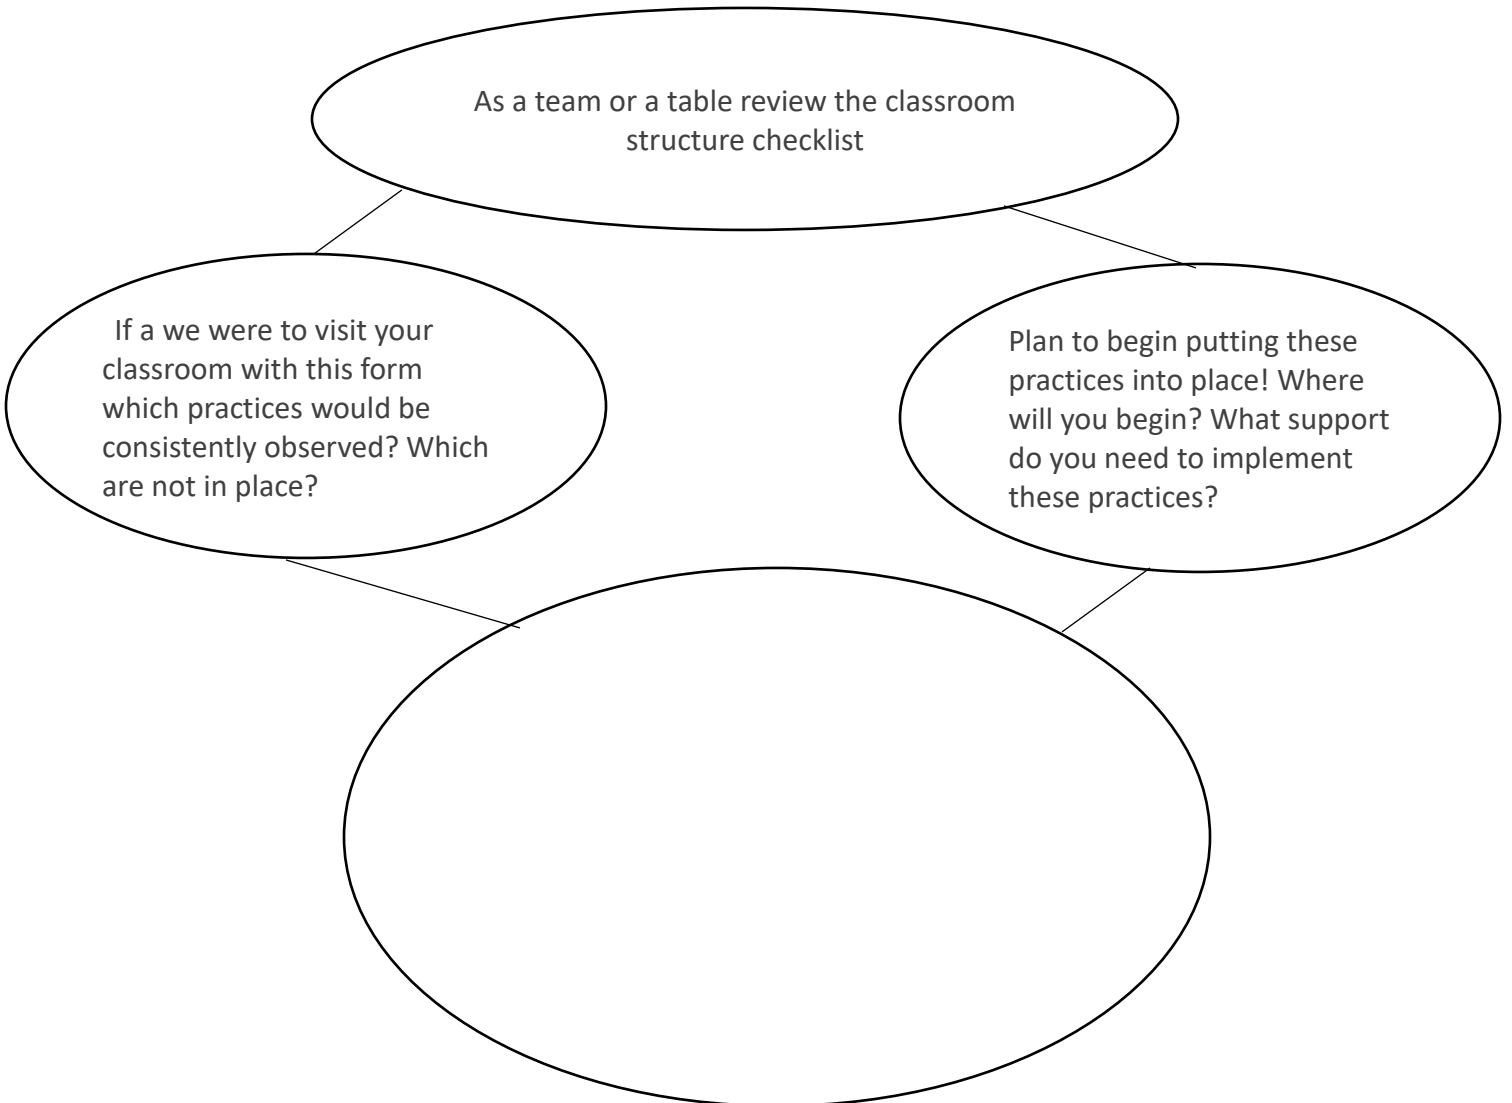 As a team or a table review the classroom
structure checklist
If a we were to visit your
classroom with this form
which practices would be
consistently observed? Which
are not in place?
Plan to begin putting these
practices into place! Where
will you begin? What support
do you need to implement
these practices?